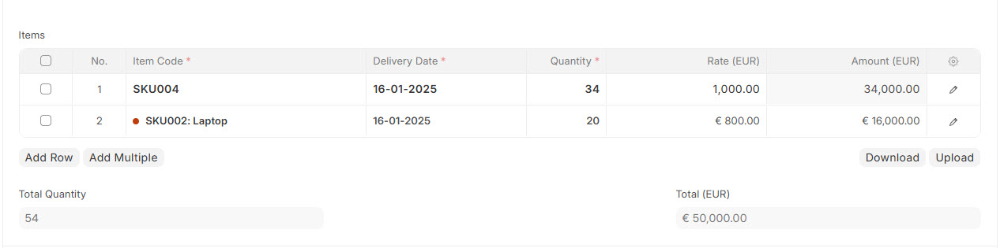 Items
No. Item Code * Delivery Date * Quantity * Rate (EUR) Amount (EUR)
1 SKU004 16-01-2025 34 1,000.00 34,000.00
2 SKU002: Laptop 16-01-2025 20 € 800.00 € 16,000.00
Add Row Add Multiple Download Upload
Total Quantity Total (EUR)
54 € 50,000.00